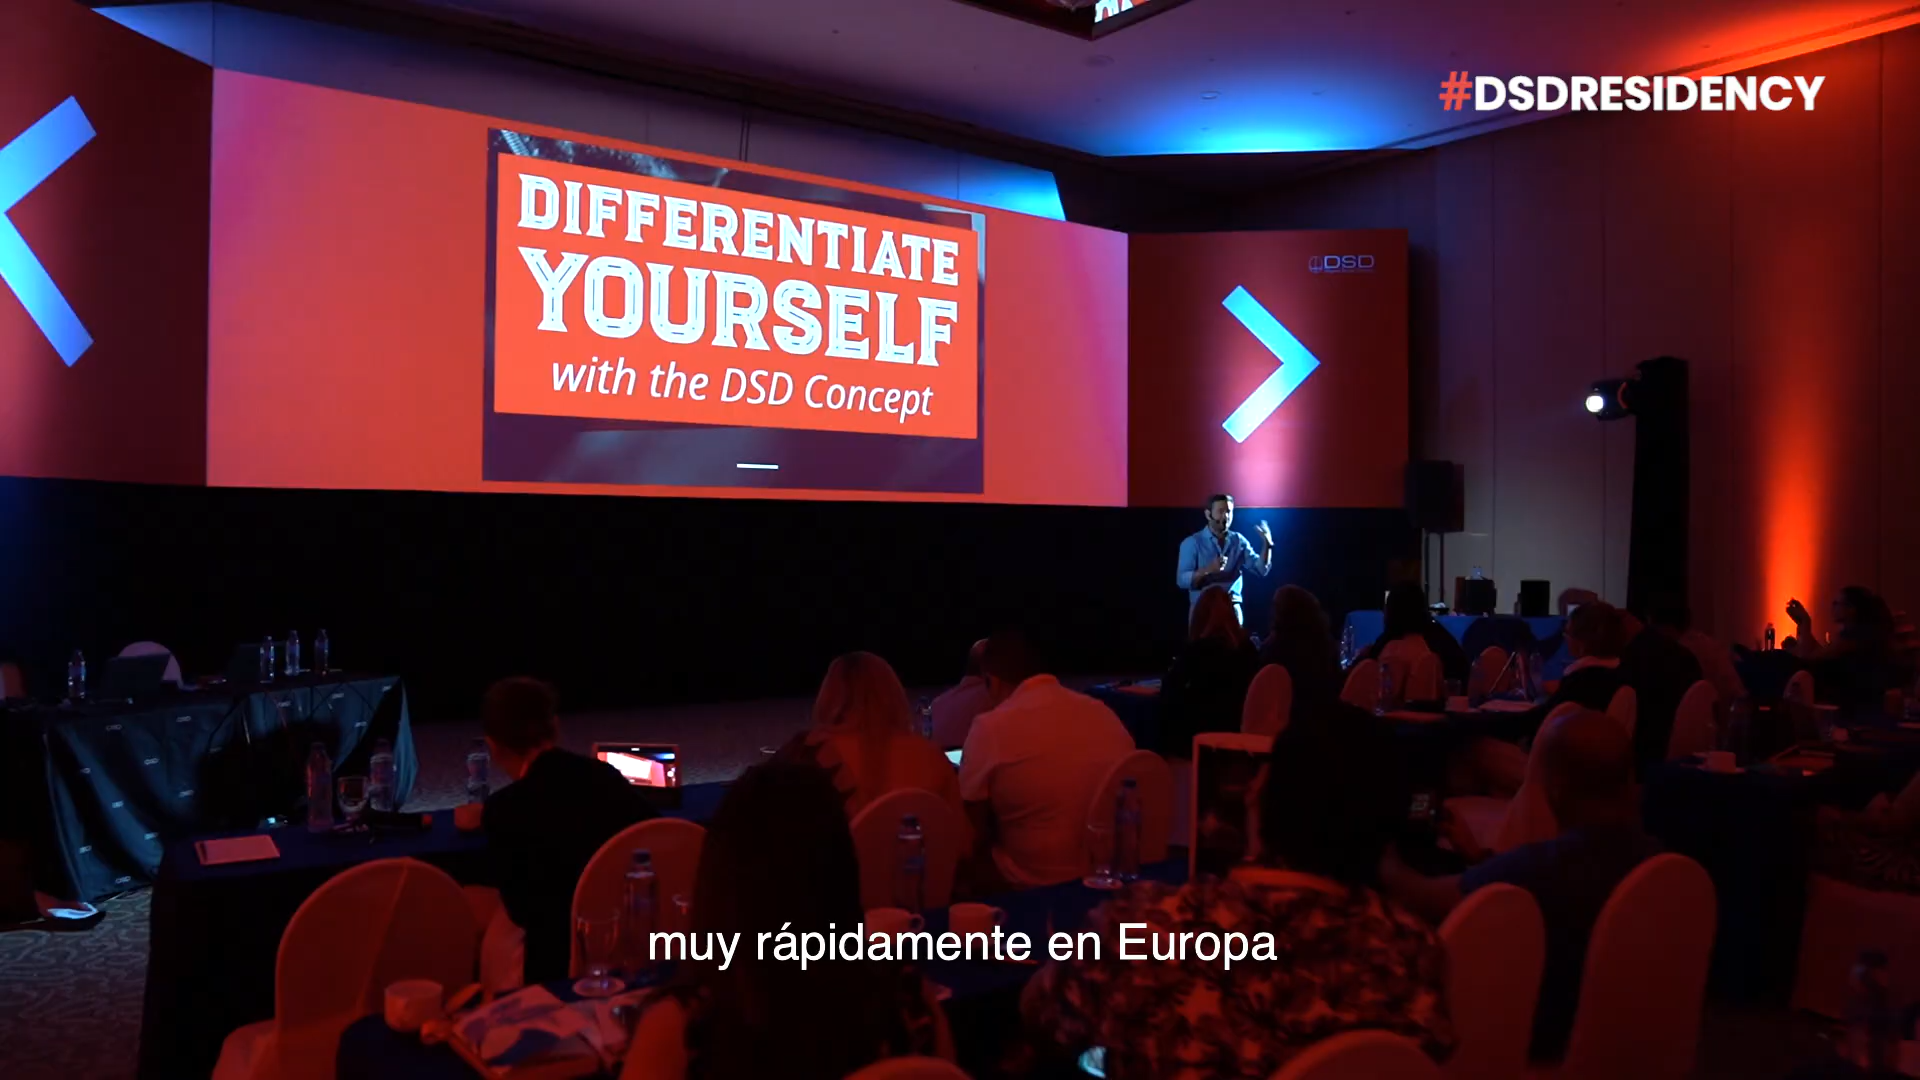 #DSDRESIDENCY
DIFFERENTIATE
YOURSELF
with the DSD Concept
DSD
muy rápidamente en Europa